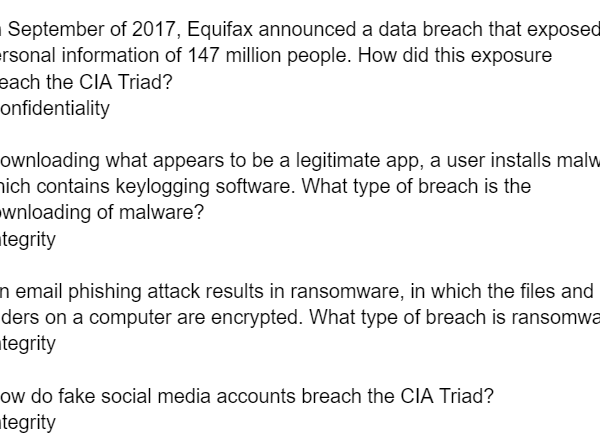 September of 2017, Equifax announced a data breach that exposed
ersonal information of 147 million people. How did this exposure
each the CIA Triad?
onfidentiality
ownloading what appears to be a legitimate app, a user installs malw
hich contains keylogging software. What type of breach is the
ownloading of malware?
tegrity
n email phishing attack results in ransomware, in which the files and
ders on a computer are encrypted. What type of breach is ransomwa
tegrity
ow do fake social media accounts breach the CIA Triad?
tegrity